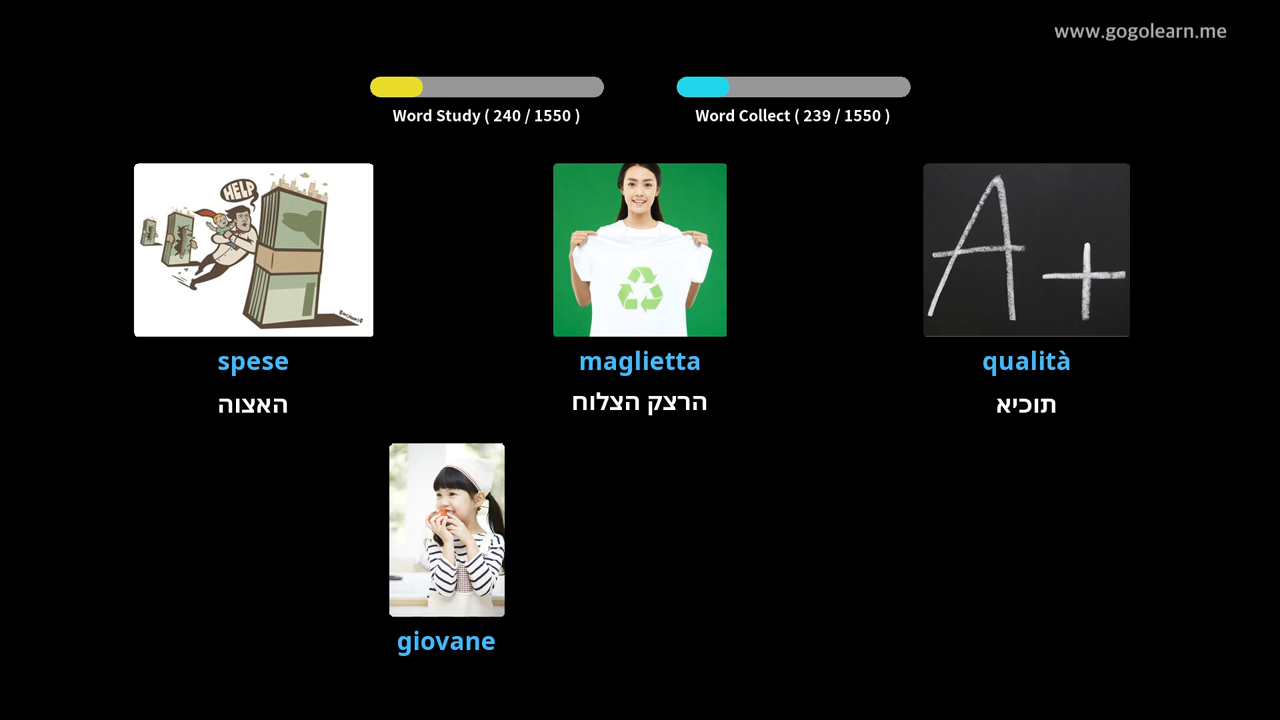 www.gogolearn.me
Word Study ( 240 / 1550 )
Word Collect ( 239 / 1550 )
HELP
spese
maglietta
qualità
האצוה
הרצק הצלוח
תוכיא
A+
giovane